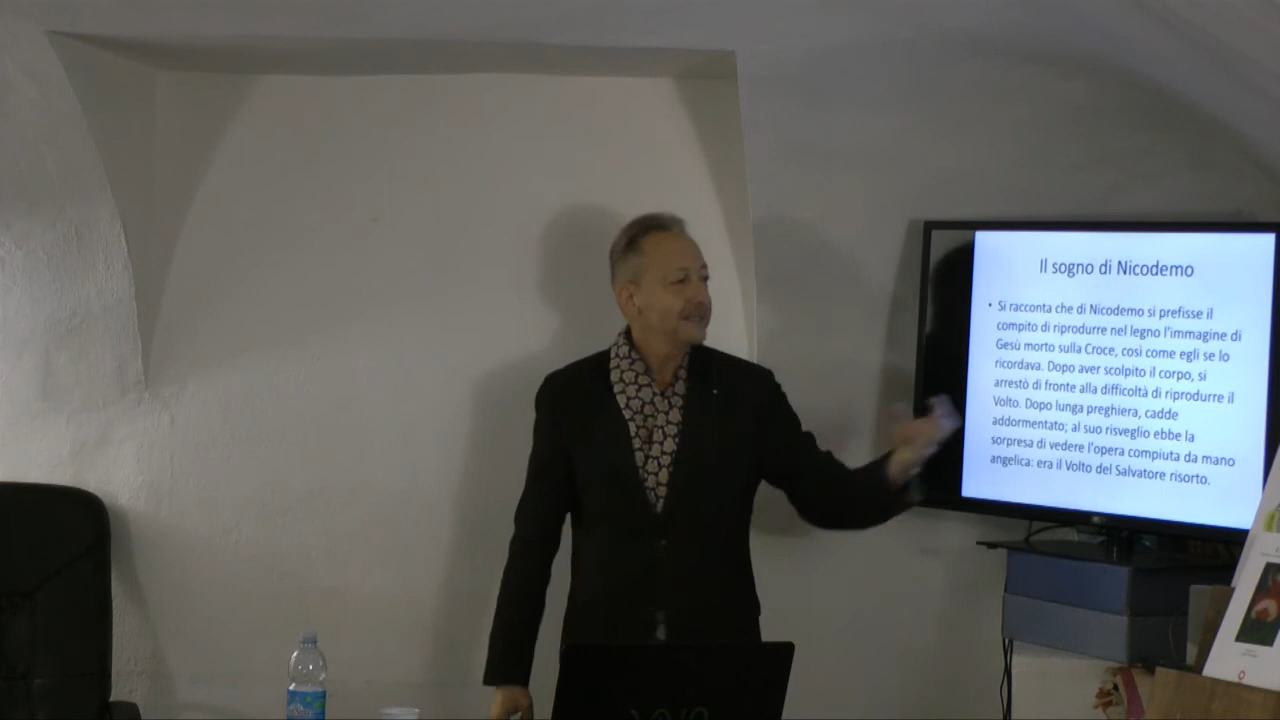 Il sogno di Nicodemo
• Si racconta che di Nicodemo si prefisse il
compito di riprodurre nel legno l'immagine di
Gesù morto sulla Croce, così come egli se lo
ricordava. Dopo aver scolpito il corpo, si
arrestò di fronte alla difficoltà di riprodurre il
Volto. Dopo lunga preghiera, cadde
addormentato; al suo risveglio ebbe la
sorpresa di vedere l'opera compiuta da mano
angelica: era il Volto del Salvatore risorto.